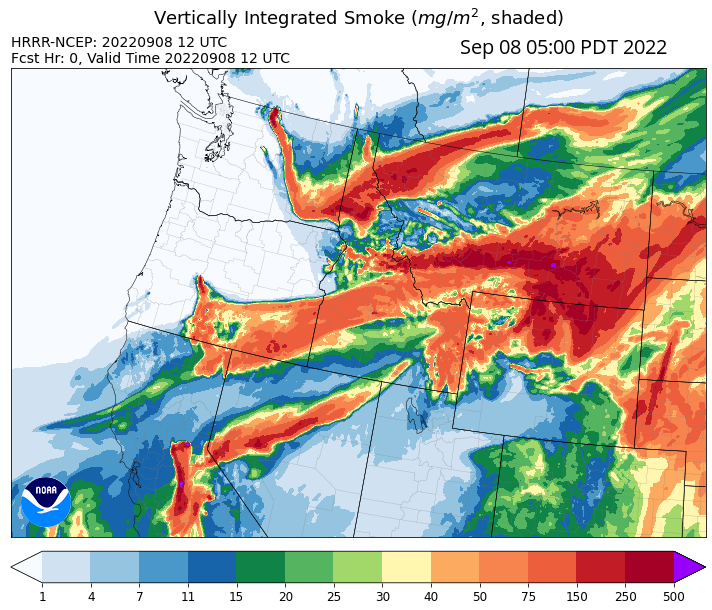 Vertically Integrated Smoke (mg/m², shaded)
HRRR-NCEP: 20220908 12 UTC
Fcst Hr: 0, Valid Time 20220908 12 UTC
Sep 08 05:00 PDT 2022
NOAA
1 4 7 11 15 20 25 30 40 50 75 150 250 500